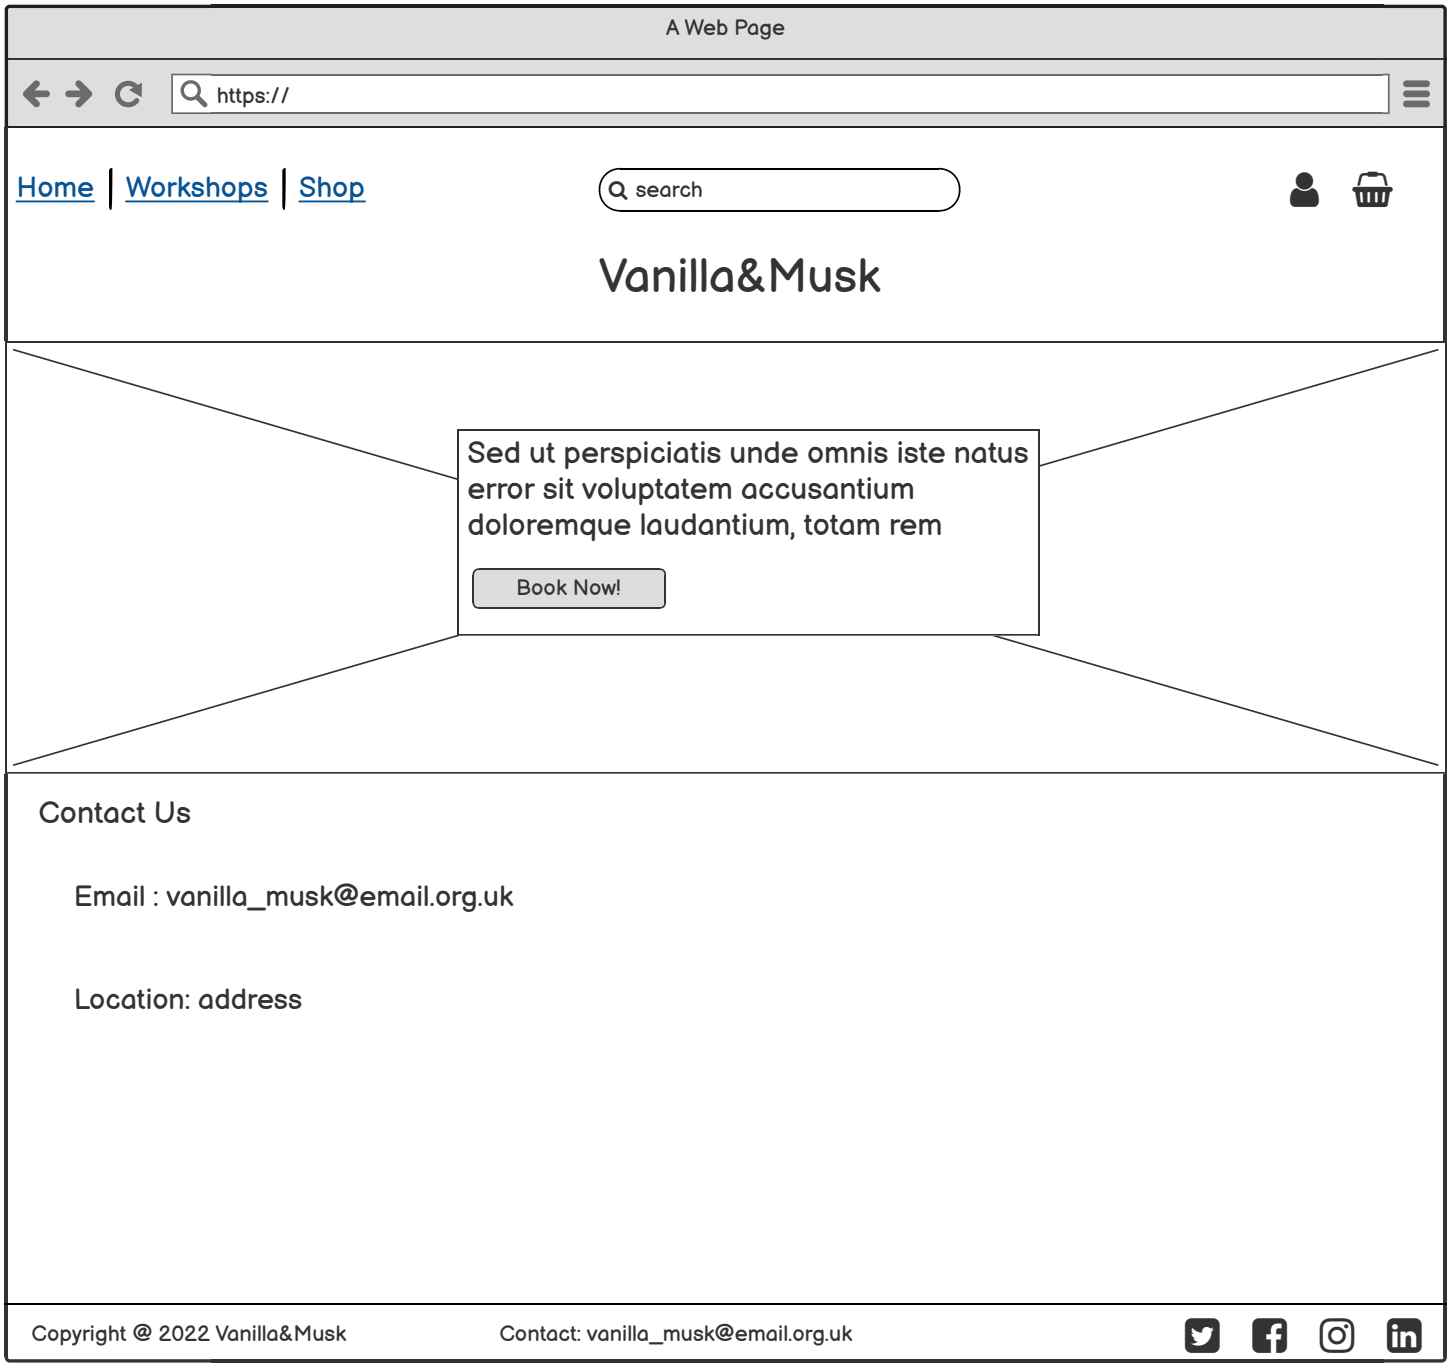 A Web Page
https://
Home | Workshops | Shop
search
Vanilla&Musk
Sed ut perspiciatis unde omnis iste natus
error sit voluptatem accusantium
doloremque laudantium, totam rem
Book Now!
Contact Us
Email : vanilla_musk@email.org.uk
Location: address
Copyright @ 2022 Vanilla&Musk
Contact: vanilla_musk@email.org.uk